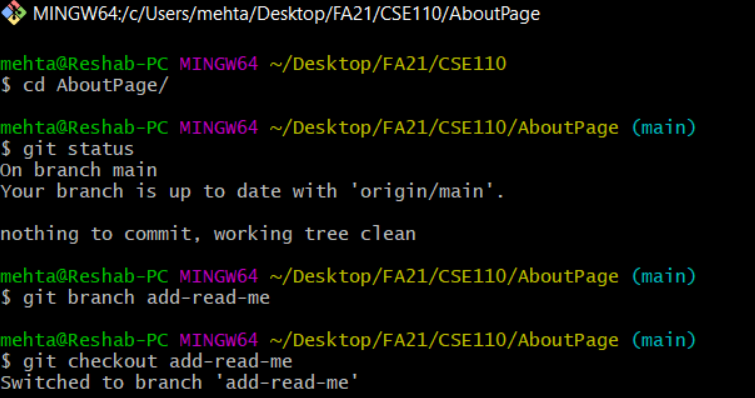 MINGW64:/c/Users/mehta/Desktop/FA21/CSE110/AboutPage
mehta@Reshab-PC MINGW64 ~/Desktop/FA21/CSE110
$ cd AboutPage/
mehta@Reshab-PC MINGW64 ~/Desktop/FA21/CSE110/AboutPage (main)
$ git status
On branch main
Your branch is up to date with 'origin/main'.
nothing to commit, working tree clean
mehta@Reshab-PC MINGW64 ~/Desktop/FA21/CSE110/AboutPage (main)
$ git branch add-read-me
mehta@Reshab-PC MINGW64 ~/Desktop/FA21/CSE110/AboutPage (main)
$ git checkout add-read-me
Switched to branch 'add-read-me'